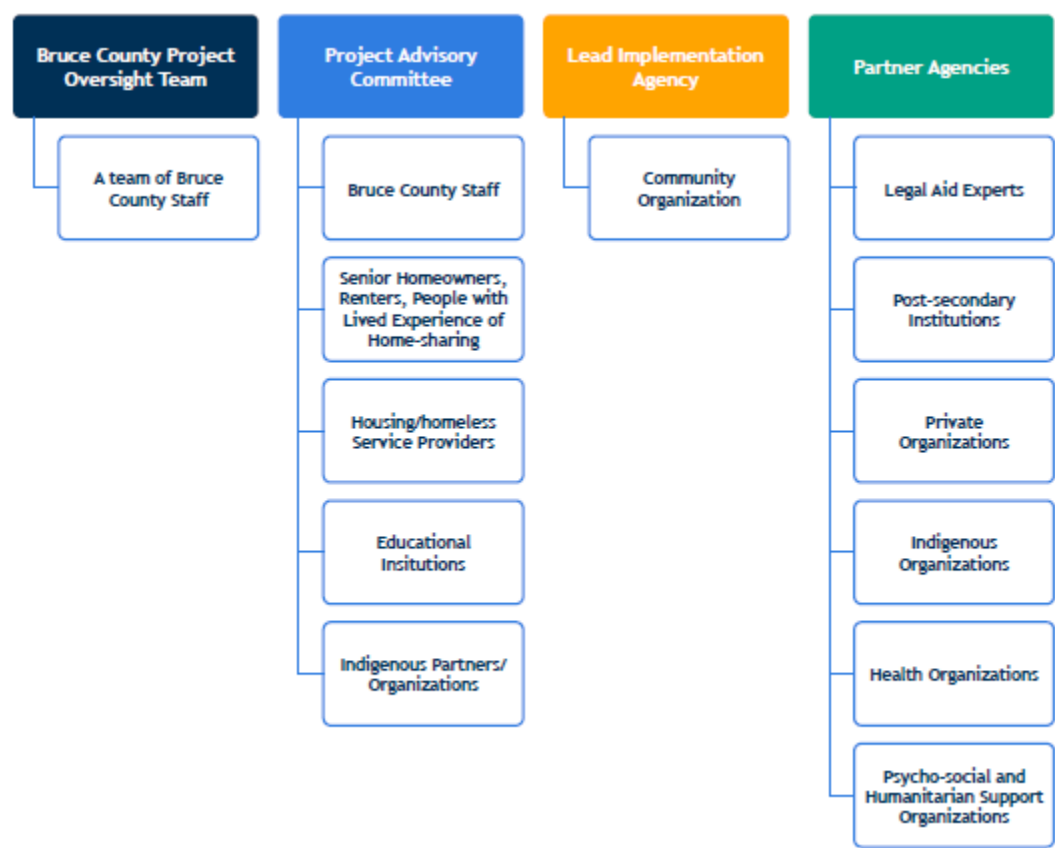 Bruce County Project
Oversight Team
A team of Bruce
County Staff
Project Advisory
Committee
Bruce County Staff
Senior Homeowners,
Renters, People with
Lived Experience of
Home-sharing
Housing/homeless
Service Providers
Educational
Insitutions
Indigenous Partners/
Organizations
Lead Implementation
Agency
Community
Organization
Partner Agencies
Legal Aid Experts
Post-secondary
Institutions
Private
Organizations
Indigenous
Organizations
Health Organizations
Psycho-social and
Humanitarian Support
Organizations